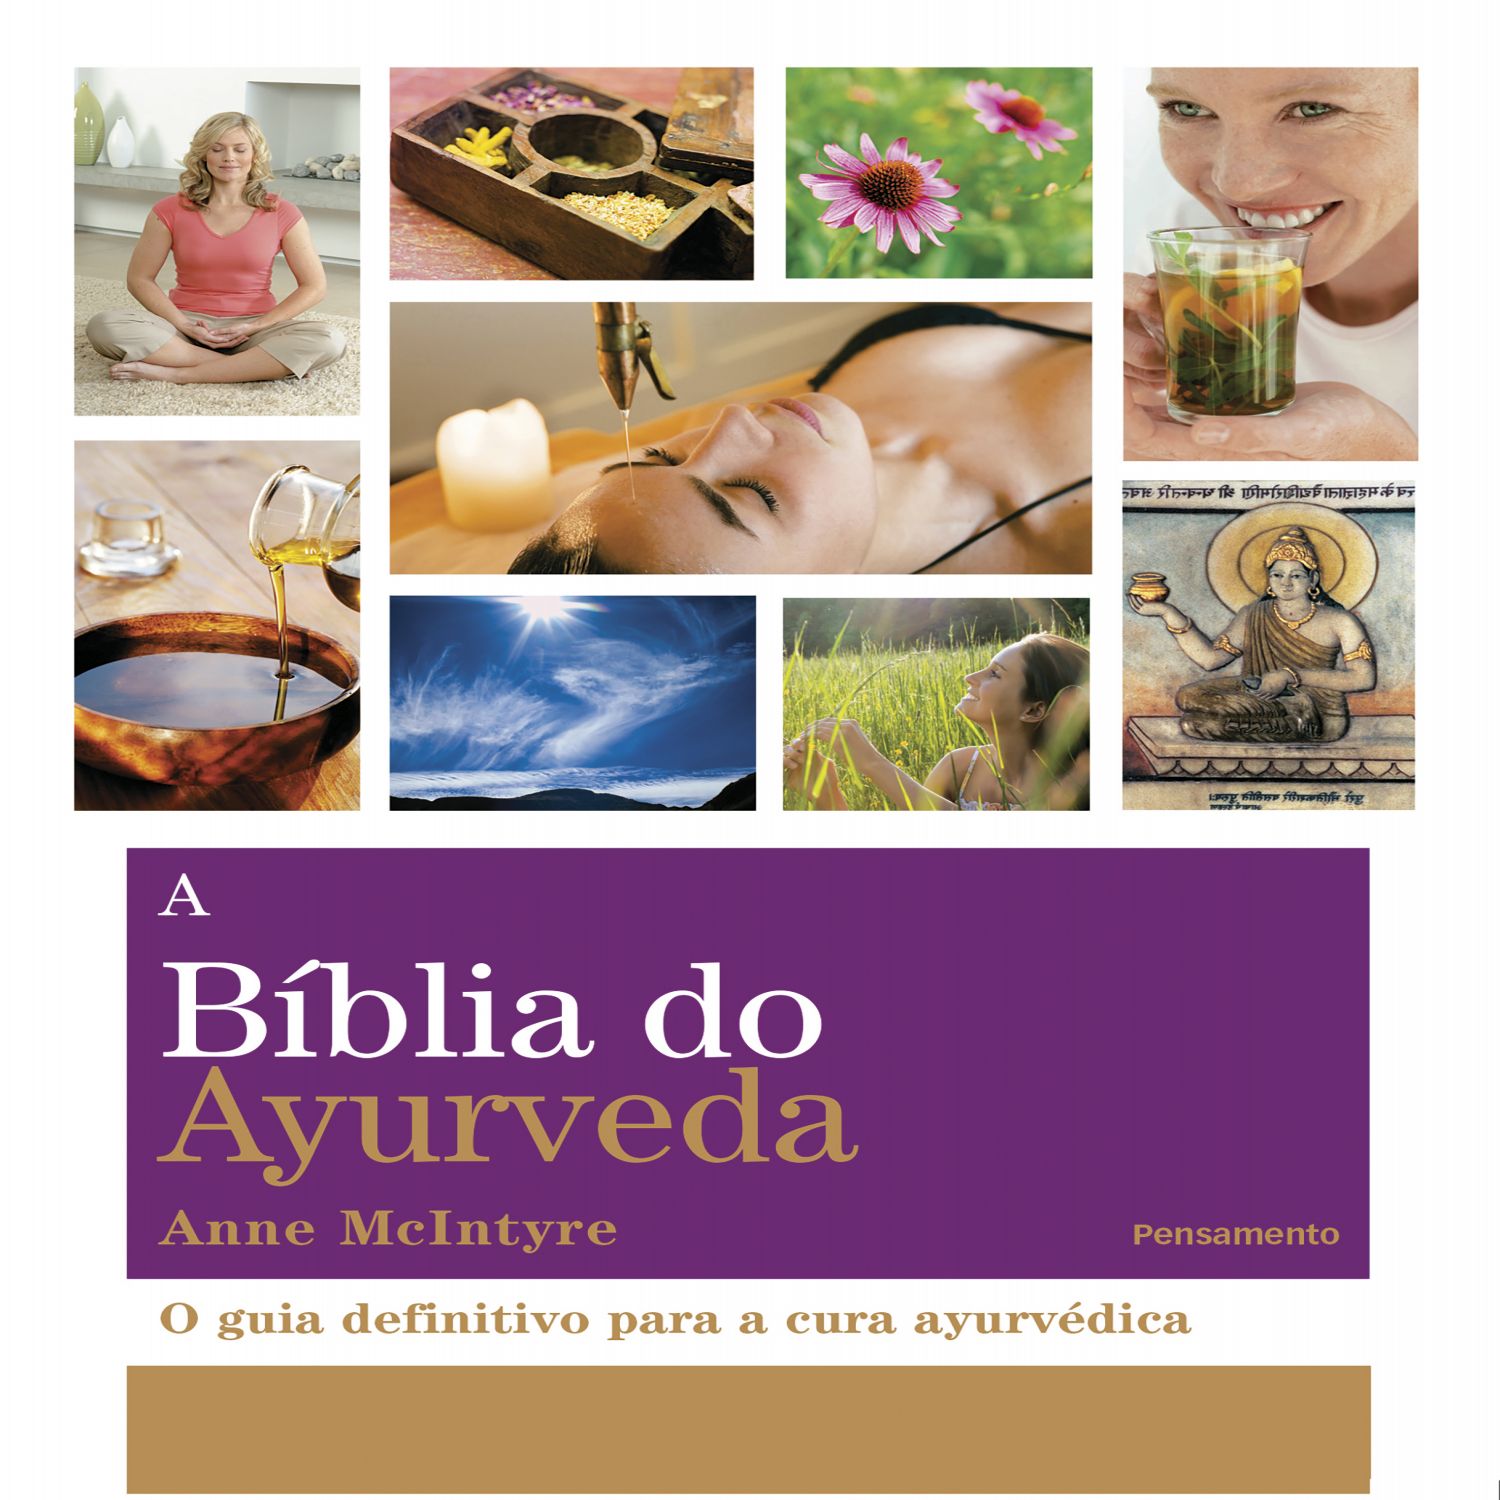 A
Bíblia do
Ayurveda
Anne McIntyre
Pensamento
O guia definitivo para a cura ayurvédica